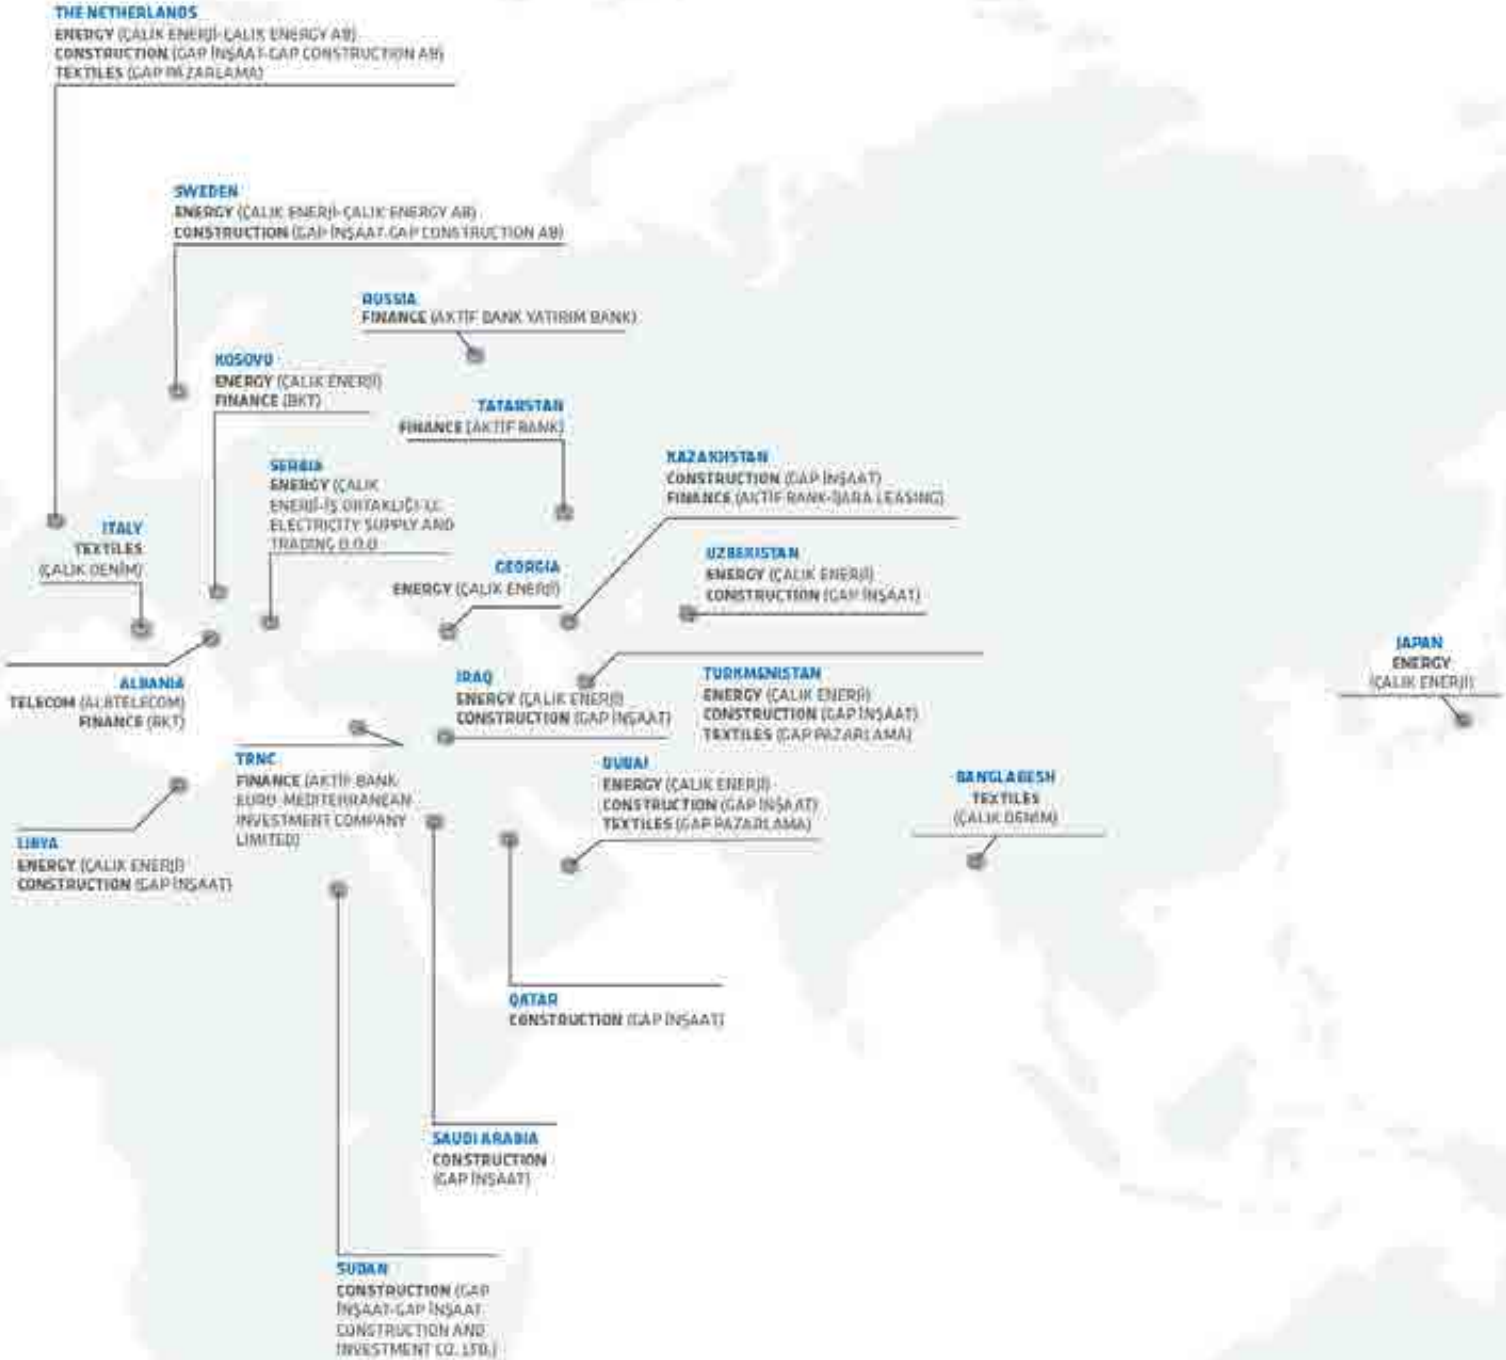 THE NETHERLANDS
ENERGY (ÇALIK ENERJİ-ÇALIK ENERGY AB)
CONSTRUCTION (GAP İNŞAAT-GAP CONSTRUCTION AB)
TEXTILES (GAP PAZARLAMA)
SWEDEN
ENERGY (ÇALIK ENERJİ-ÇALIK ENERGY AB)
CONSTRUCTION (GAP İNŞAAT-GAP CONSTRUCTION AB)
RUSSIA
FINANCE (AKTİF BANK YATIRIM BANK)
KOSOVO
ENERGY (ÇALIK ENERJİ)
FINANCE (BKT)
TATARSTAN
FINANCE (AKTİF BANK)
SERBIA
ENERGY (ÇALIK
ENERJİ-İŞ ORTAKLIĞI-LC
ELECTRICITY SUPPLY AND
TRADING D.O.O
KAZAKHSTAN
CONSTRUCTION (GAP İNŞAAT)
FINANCE (AKTİF BANK-IJARA LEASING)
ITALY
TEXTILES
(ÇALIK DENİM)
GEORGIA
ENERGY (ÇALIK ENERJİ)
UZBEKISTAN
ENERGY (ÇALIK ENERJİ)
CONSTRUCTION (GAP İNŞAAT)
JAPAN
ENERGY
(ÇALIK ENERJİ)
ALBANIA
TELECOM (ALBTELECOM)
FINANCE (BKT)
IRAQ
ENERGY (ÇALIK ENERJİ)
CONSTRUCTION (GAP İNŞAAT)
TURKMENISTAN
ENERGY (ÇALIK ENERJİ)
CONSTRUCTION (GAP İNŞAAT)
TEXTILES (GAP PAZARLAMA)
TRNC
FINANCE (AKTİF BANK
EURO-MEDITERRANEAN
INVESTMENT COMPANY
LIMITED)
DUBAI
ENERGY (ÇALIK ENERJİ)
CONSTRUCTION (GAP İNŞAAT)
TEXTILES (GAP PAZARLAMA)
BANGLADESH
TEXTILES
(ÇALIK DENİM)
LIBYA
ENERGY (ÇALIK ENERJİ)
CONSTRUCTION (GAP İNŞAAT)
QATAR
CONSTRUCTION (GAP İNŞAAT)
SAUDI ARABIA
CONSTRUCTION
(GAP İNŞAAT)
SUDAN
CONSTRUCTION (GAP
İNŞAAT-GAP İNŞAAT
CONSTRUCTION AND
INVESTMENT CO. LTD.)